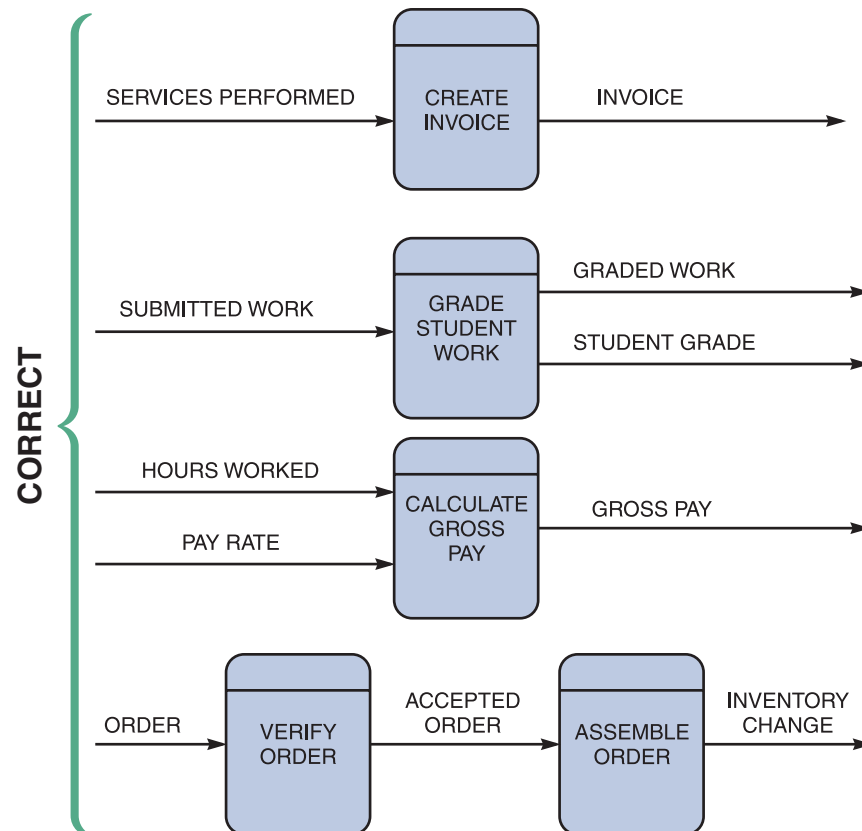 CORRECT
SERVICES PERFORMED
CREATE
INVOICE
INVOICE
SUBMITTED WORK
GRADE
STUDENT
WORK
GRADED WORK
STUDENT GRADE
HOURS WORKED
PAY RATE
CALCULATE
GROSS
PAY
GROSS PAY
ORDER
VERIFY
ORDER
ACCEPTED
ORDER
ASSEMBLE
ORDER
INVENTORY
CHANGE